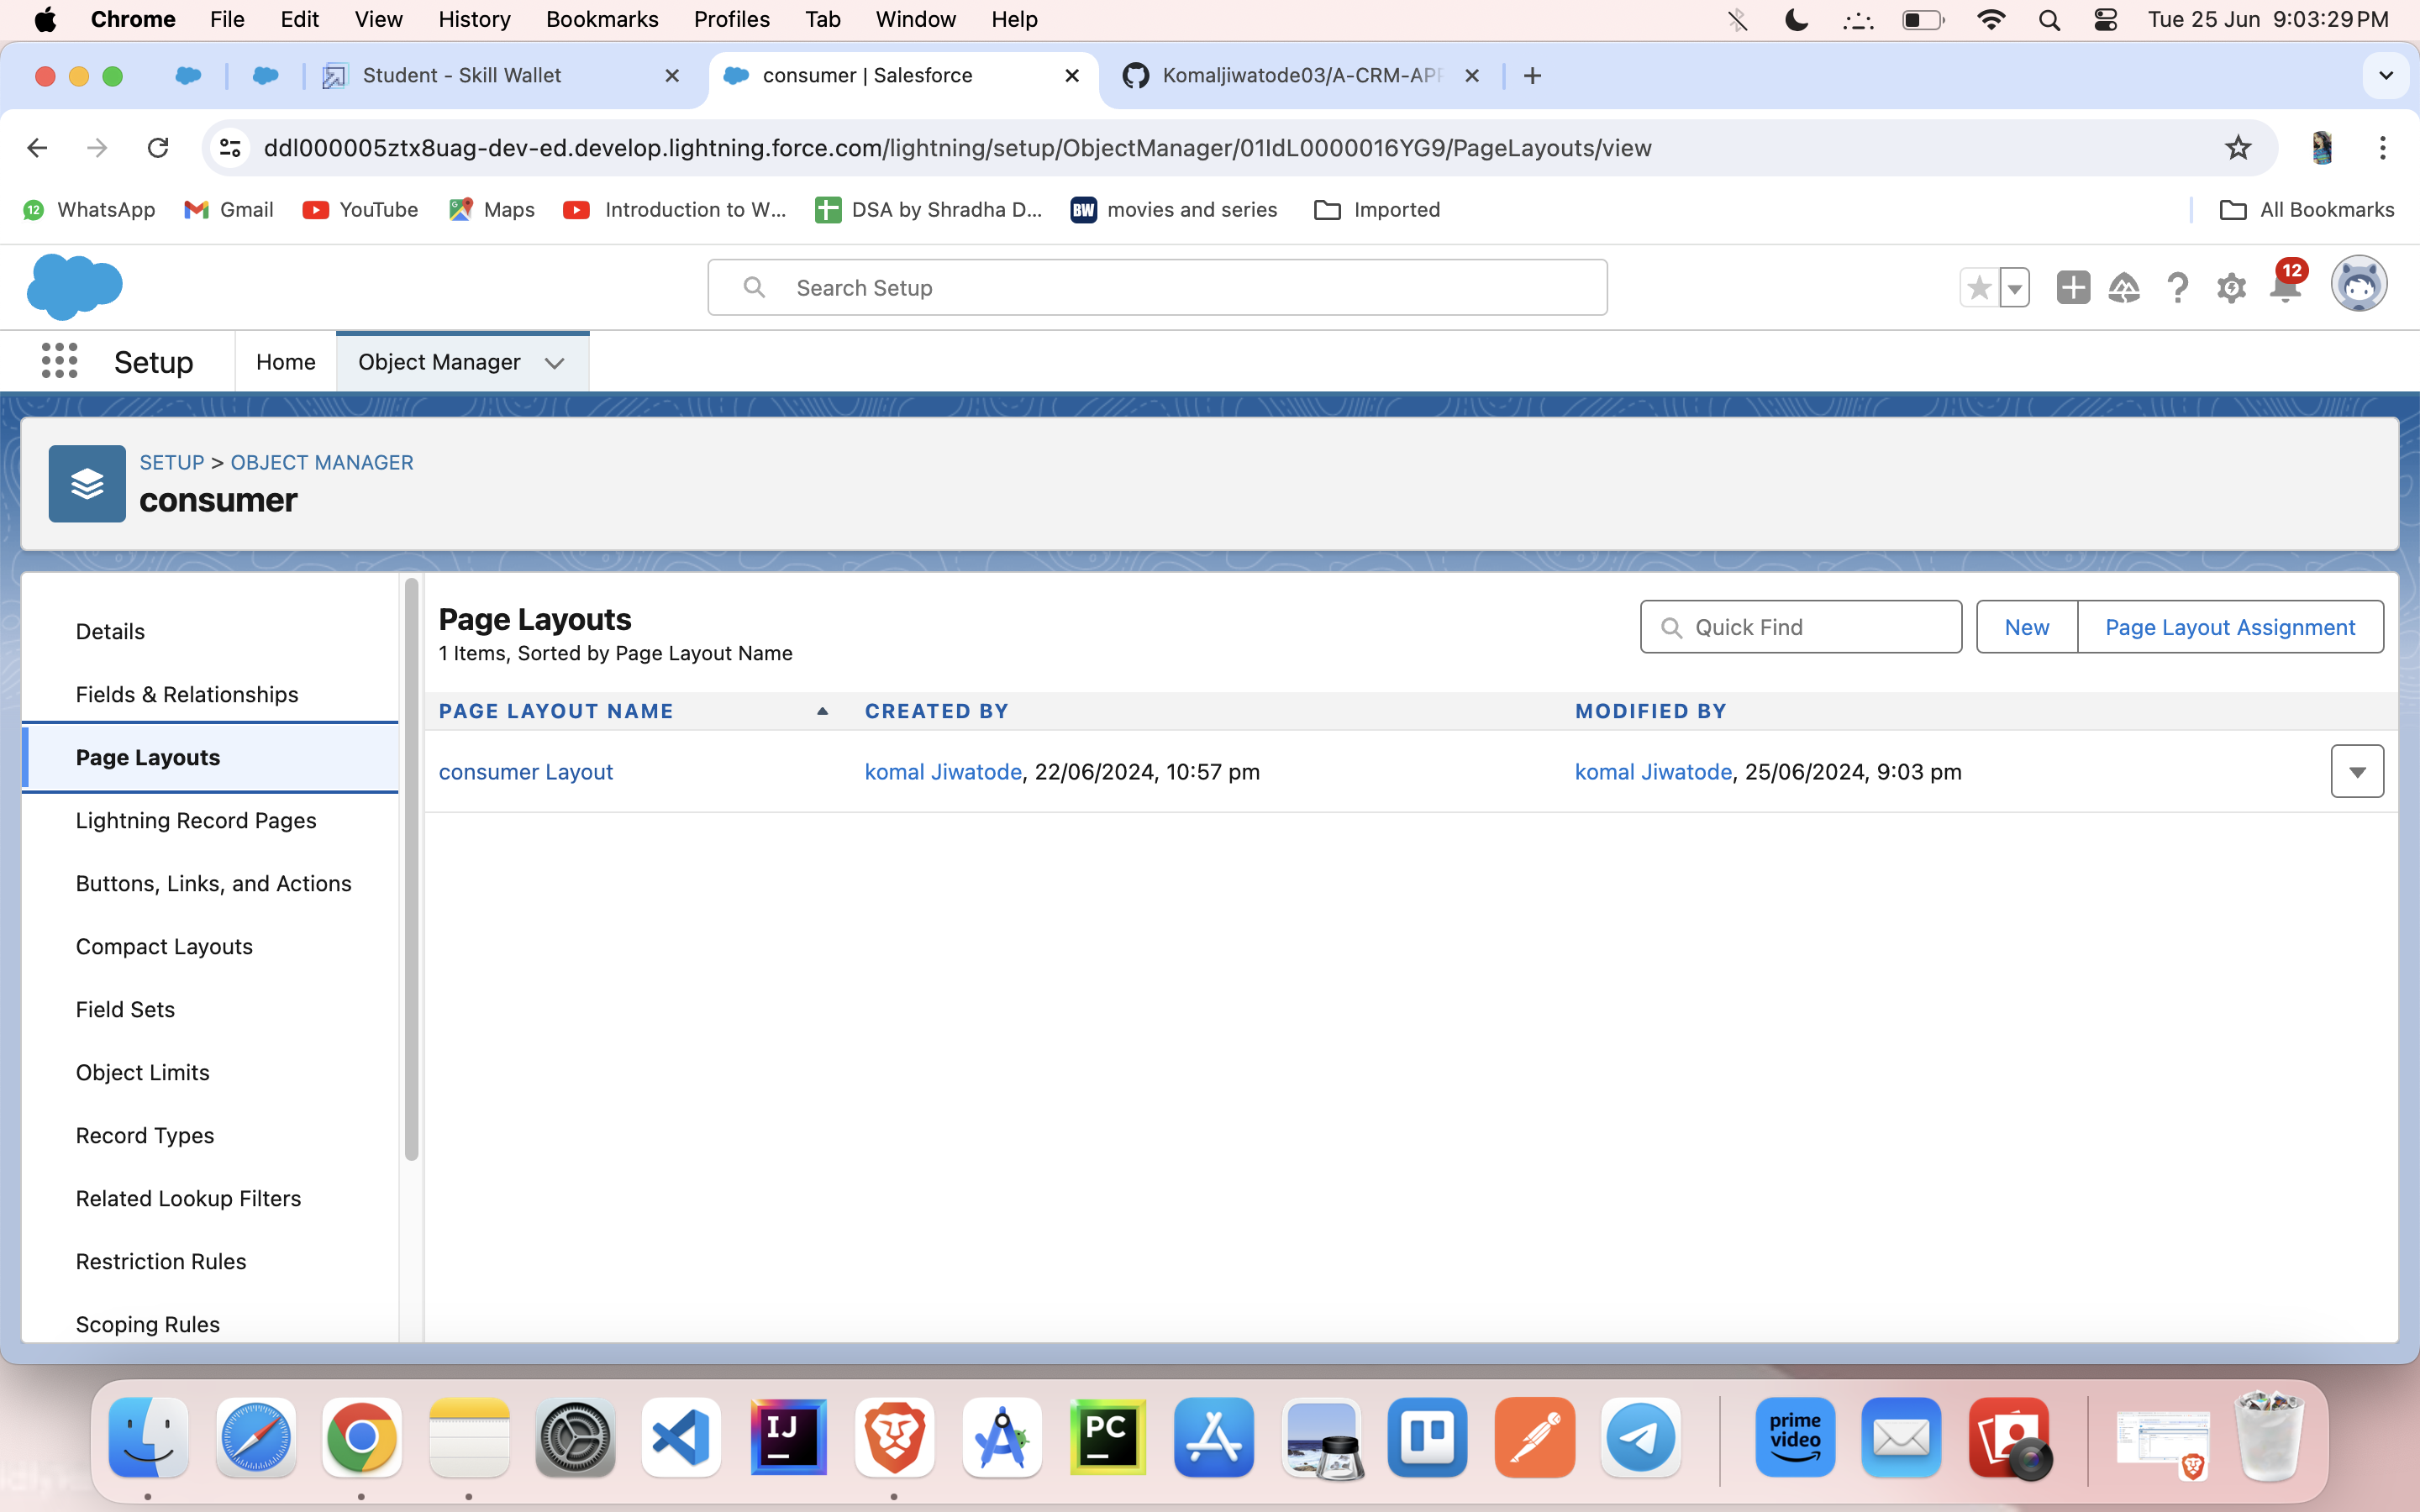 Chrome File Edit View History Bookmarks Profiles Tab Window Help Tue 25 Jun 9:03:29 PM
Student - Skill Wallet consumer | Salesforce Komaljiwatode03/A-CRM-APP
ddl000005ztx8uag-dev-ed.develop.lightning.force.com/lightning/setup/ObjectManager/01IdL0000016YG9/PageLayouts/view
12 WhatsApp Gmail YouTube Maps Introduction to W... DSA by Shradha D... BW movies and series Imported All Bookmarks
Search Setup 12
Setup Home Object Manager
SETUP > OBJECT MANAGER
consumer
Details
Fields & Relationships
Page Layouts
Lightning Record Pages
Buttons, Links, and Actions
Compact Layouts
Field Sets
Object Limits
Record Types
Related Lookup Filters
Restriction Rules
Scoping Rules
Page Layouts
1 Items, Sorted by Page Layout Name
Quick Find New Page Layout Assignment
PAGE LAYOUT NAME CREATED BY MODIFIED BY
consumer Layout komal Jiwatode, 22/06/2024, 10:57 pm komal Jiwatode, 25/06/2024, 9:03 pm
IJ PC prime video